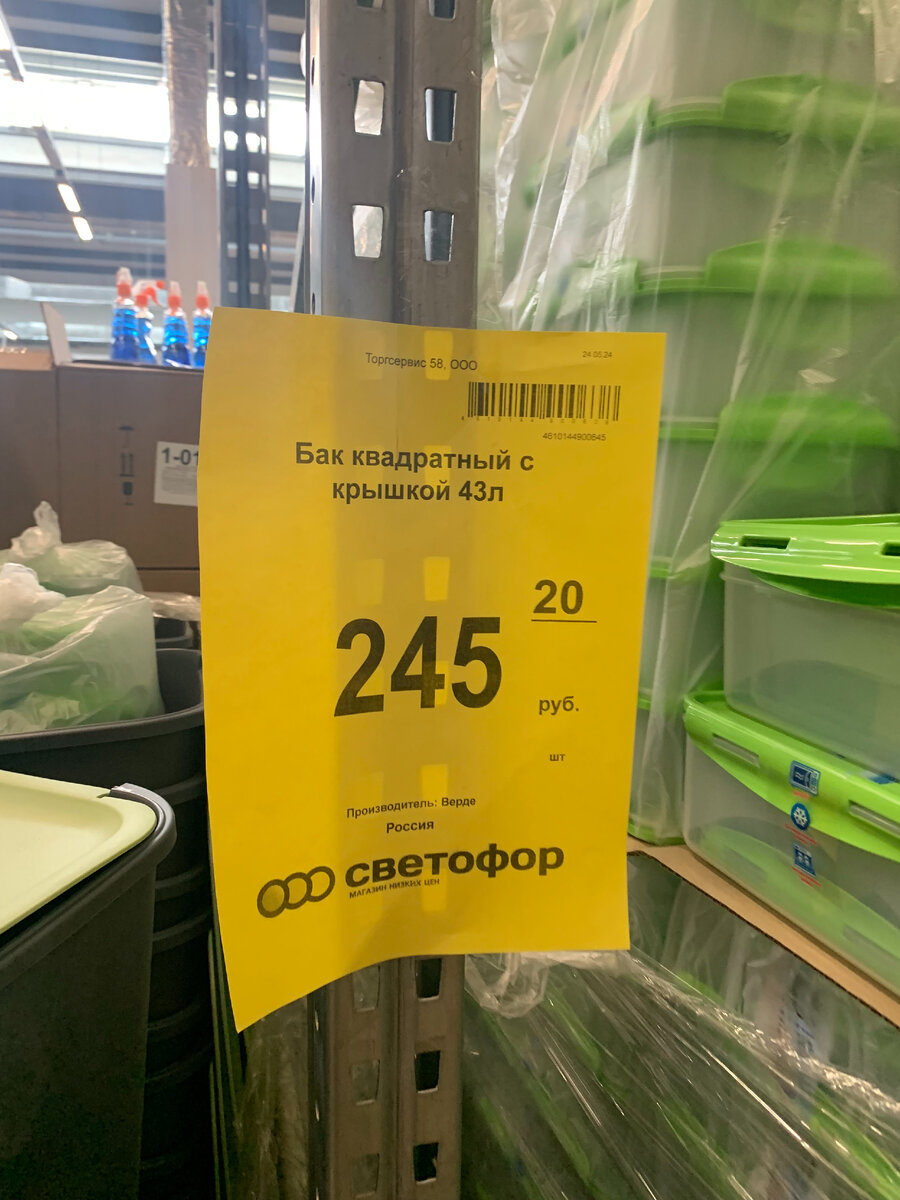 Торгсервис 58, ООО
24.05.24
4610144900645
Бак квадратный с
крышкой 43л
245
20
руб.
шт
Производитель: Верде
Россия
светофор
МАГАЗИН НИЗКИХ ЦЕН
1-01